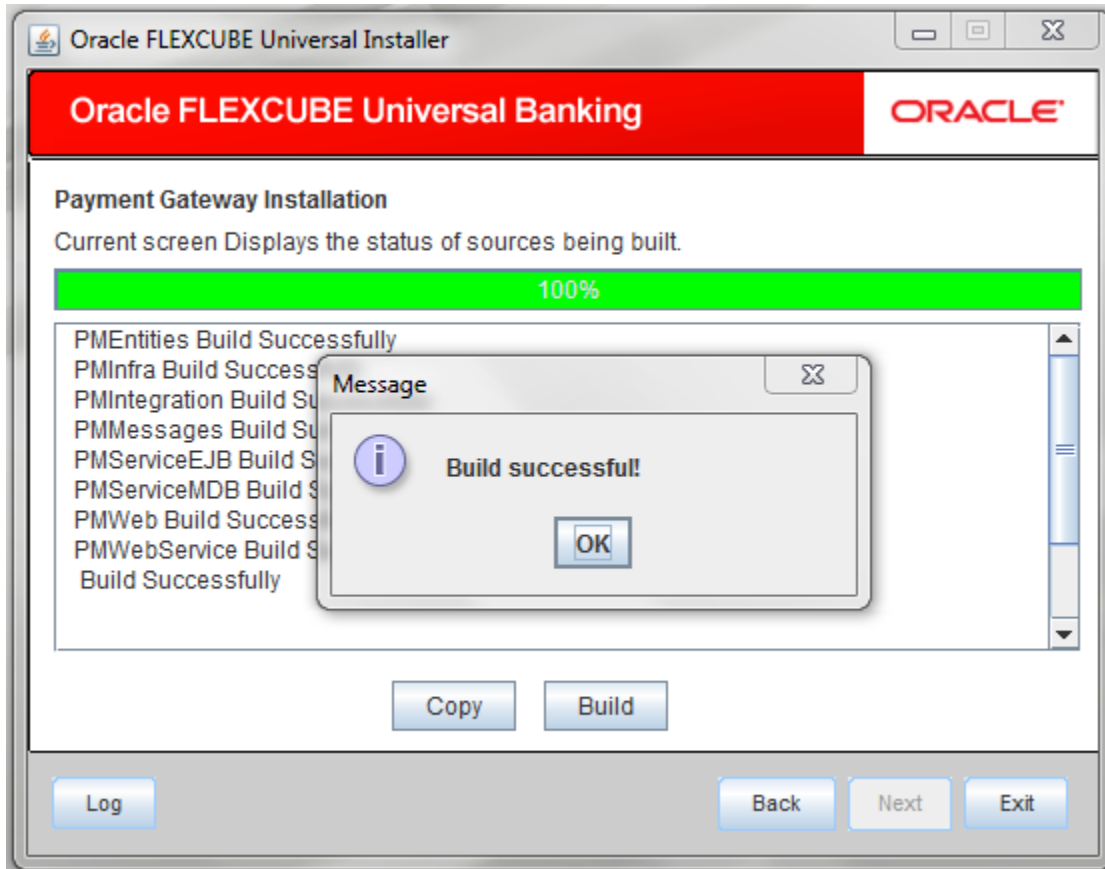 Oracle FLEXCUBE Universal Installer
Oracle FLEXCUBE Universal Banking
ORACLE
Payment Gateway Installation
Current screen Displays the status of sources being built.
100%
PMEntities Build Successfully
PMInfra Build Success
PMIntegration Build Su
PMMessages Build Su
PMServiceEJB Build S
PMServiceMDB Build S
PMWeb Build Success
PMWebService Build S
Build Successfully
Message
Build successful!
OK
Copy Build
Log Back Next Exit